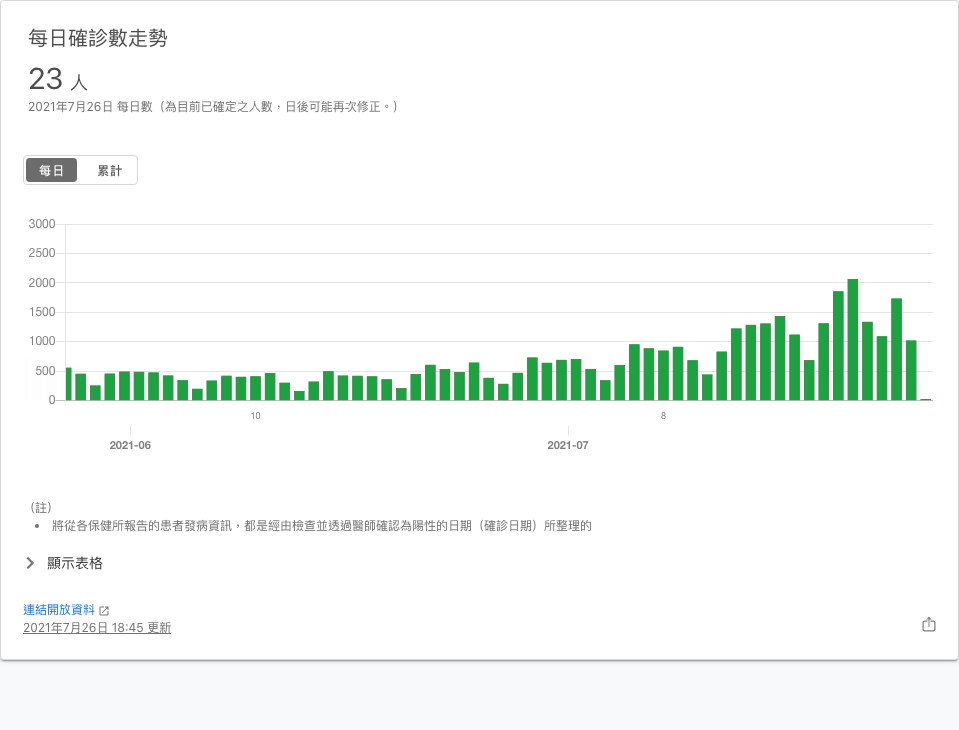 每日確診數走勢
23 人
2021年7月26日 每日數（為目前已確定之人數，日後可能再次修正。）
每日 累計
3000
2500
2000
1500
1000
500
0
10 8
2021-06 2021-07
（註）
• 將從各保健所報告的患者發病資訊，都是經由檢查並透過醫師確認為陽性的日期（確診日期）所整理的
顯示表格
連結開放資料
2021年7月26日 18:45 更新